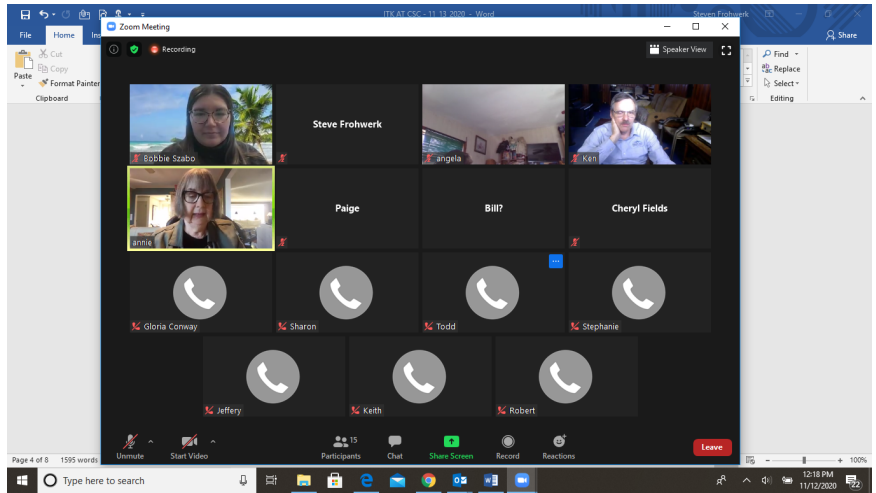 ITK AT CSC - 11 13 2020 - Word
Steven Frohwerk
Zoom Meeting
File
Home
Share
Cut
Copy
Paste
Format Painter
Clipboard
Find
Replace
Select
Editing
Recording
Speaker View
Bobbie Szabo
Steve Frohwerk
angela
Ken
annie
Paige
Bill?
Cheryl Fields
Gloria Conway
Sharon
Todd
Stephanie
Jeffery
Keith
Robert
Unmute
Start Video
15
Participants
Chat
Share Screen
Record
Reactions
Leave
Page 4 of 8 1595 words
100%
Type here to search
12:18 PM
11/12/2020
22